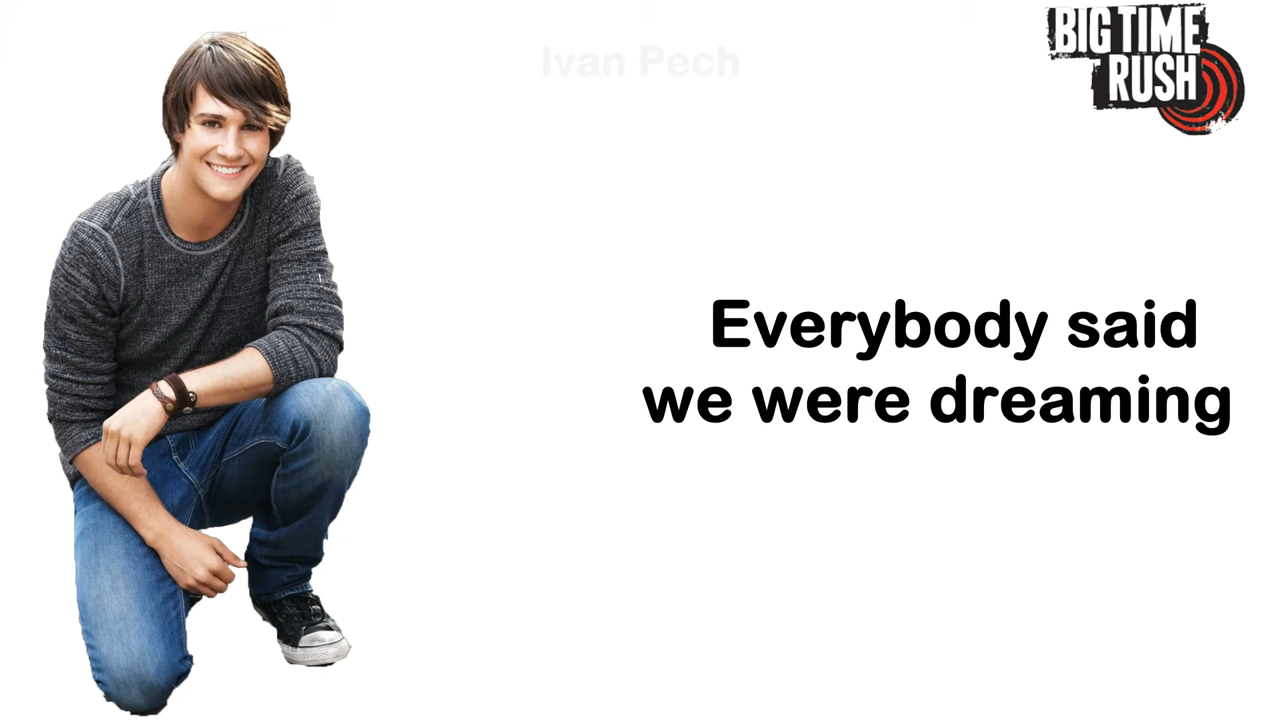 BIG TIME
RUSH
Ivan Pech
Everybody said
we were dreaming